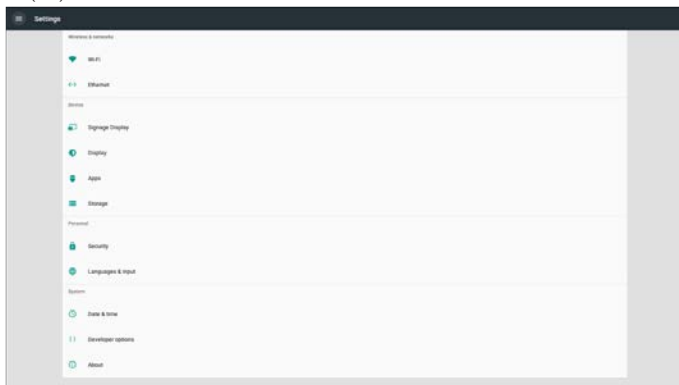 Settings
Wireless & networks
Wi-Fi
Ethernet
Device
Signage Display
Display
Apps
Storage
Personal
Security
Languages & input
System
Date & time
Developer options
About